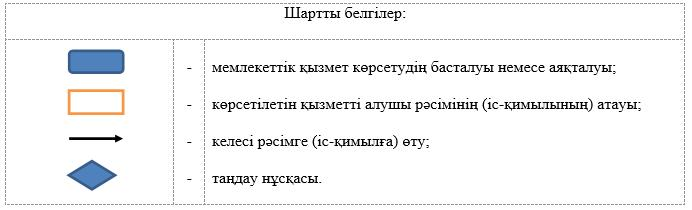 Шартты белгілер:
- мемлекеттік қызмет көрсетудің басталуы немесе аяқталуы;
- көрсетілетін қызметті алушы рәсімінің (іс-қимылының) атауы;
- келесі рәсімге (іс-қимылға) өту;
- таңдау нұсқасы.